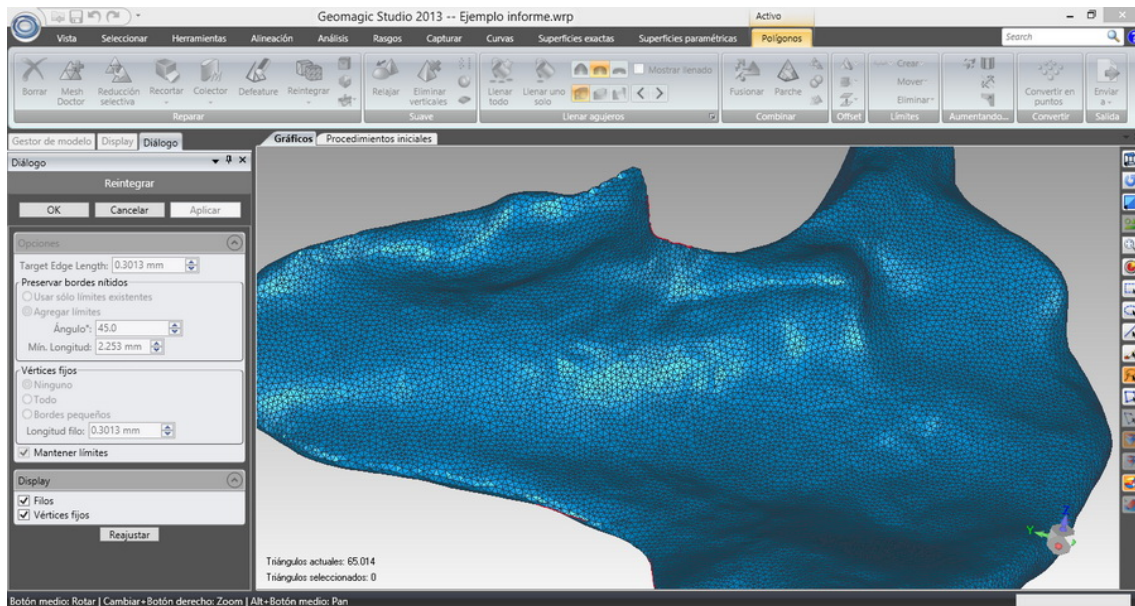 Geomagic Studio 2013 -- Ejemplo informe.wrp
Activo
Vista Seleccionar Herramientas Alineación Análisis Rasgos Capturar Curvas Superficies exactas Superficies paramétricas Polígonos
Search
Borrar
Mesh Doctor
Reducción selectiva
Recortar
Colector
Defeature
Reintegrar
Relajar
Eliminar verticales
Llenar todo
Llenar uno solo
Mostrar llenado
Fusionar
Parche
Crear
Mover
Eliminar
Convertir en puntos
Enviar a
Reparar Suave Llenar agujeros Combinar Offset Límites Aumentando... Convertir Salida
Gestor de modelo Display Diálogo
Gráficos Procedimientos iniciales
Diálogo
Reintegrar
OK Cancelar Aplicar
Opciones
Target Edge Length: 0.3013 mm
Preservar bordes nítidos
Usar sólo límites existentes
Agregar límites
Ángulo°: 45.0
Mín. Longitud: 2.253 mm
Vértices fijos
Ninguno
Todo
Bordes pequeños
Longitud filo: 0.3013 mm
Mantener límites
Display
Filos
Vértices fijos
Reajustar
Z
Y
Triángulos actuales: 65.014
Triángulos seleccionados: 0
Botón medio: Rotar | Cambiar+Botón derecho: Zoom | Alt+Botón medio: Pan